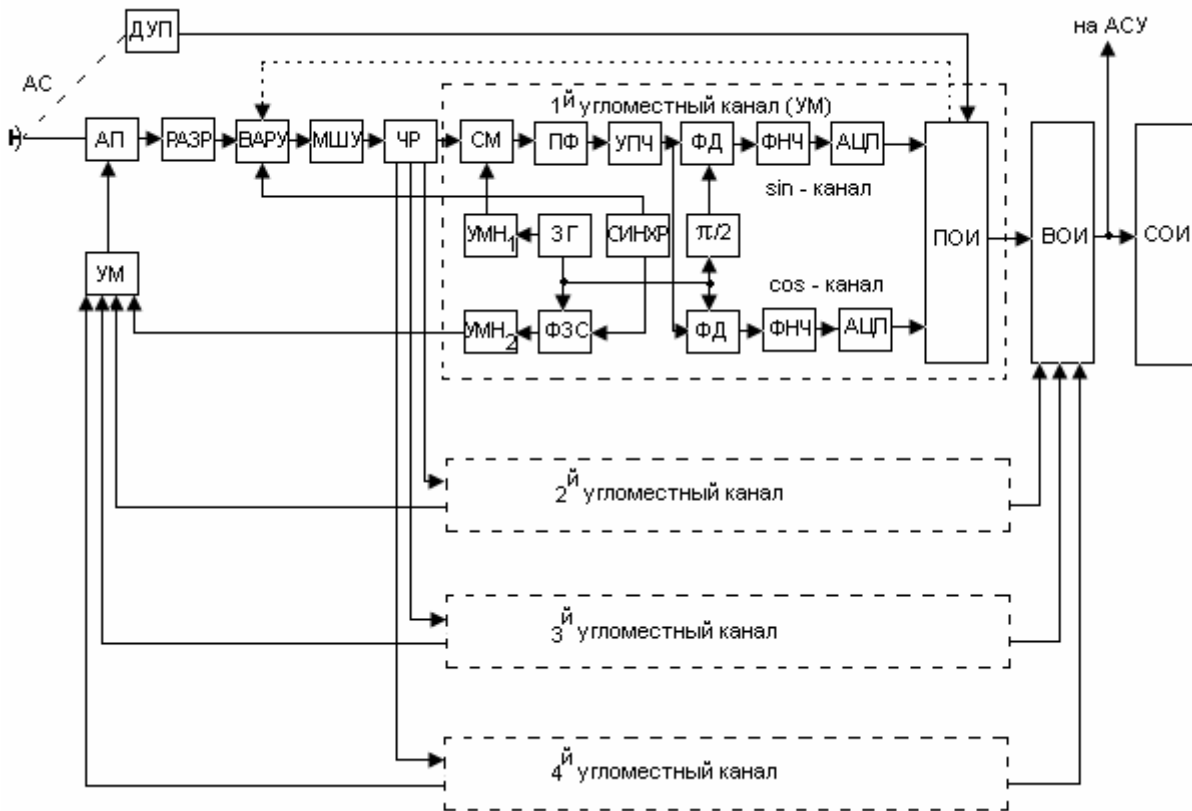 ДУП
на АСУ
АС
1й угломестный канал (УМ)
АП
РАЗР
ВАРУ
МШУ
ЧР
СМ
ПФ
УПЧ
ФД
ФНЧ
АЦП
sin - канал
УМН1
ЗГ
СИНХР
π/2
ПОИ
ВОИ
СОИ
УМ
cos - канал
УМН2
ФЗС
ФД
ФНЧ
АЦП
2й угломестный канал
3й угломестный канал
4й угломестный канал